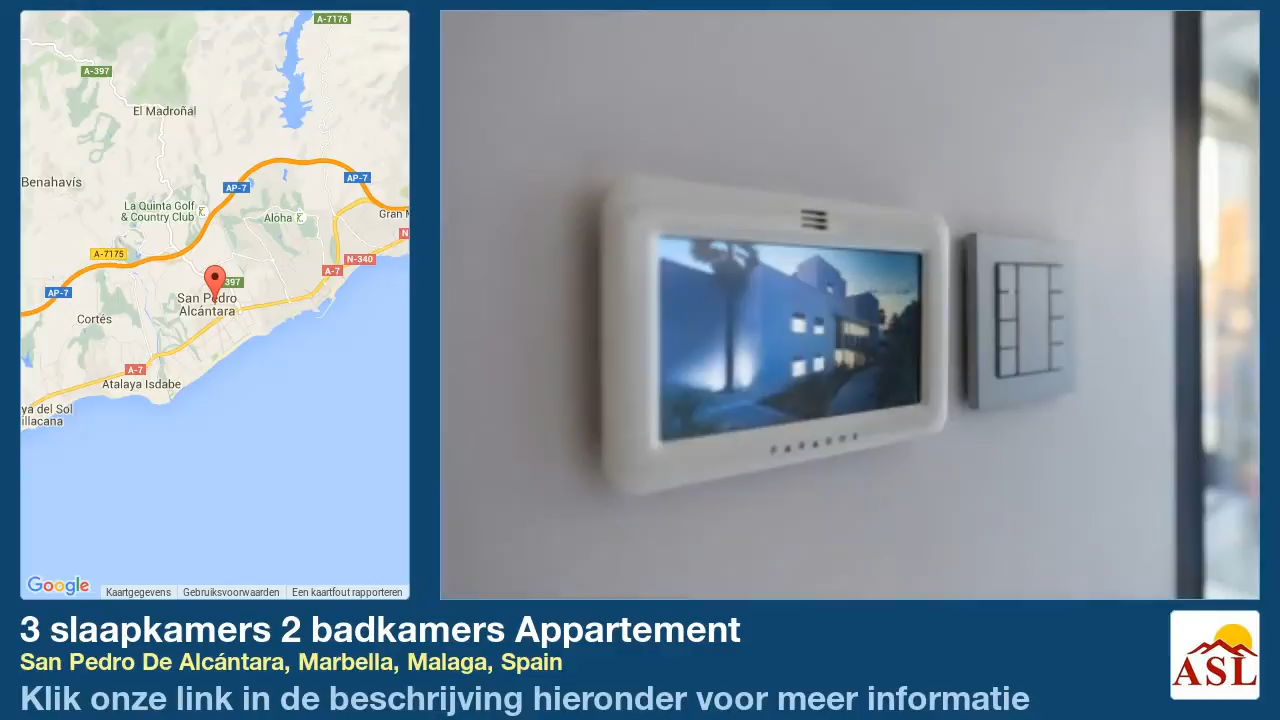 A-7176
A-397
El Madroñal
Benahavís
AP-7
AP-7
La Quinta Golf
& Country Club
Aloha
Gran M
N
A-7175
N-340
A-7
397
AP-7
San Pedro
Alcántara
Cortés
A-7
Atalaya Isdabe
ya del Sol
illacana
Google
Kaartgegevens
Gebruiksvoorwaarden
Een kaartfout rapporteren
PARADOX
3 slaapkamers 2 badkamers Appartement
San Pedro De Alcántara, Marbella, Malaga, Spain
Klik onze link in de beschrijving hieronder voor meer informatie
ASL